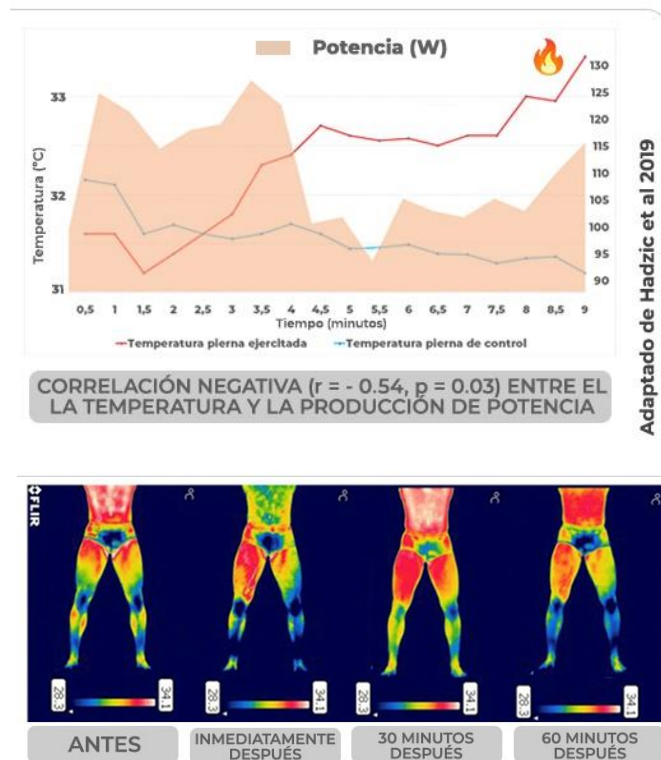 Potencia (W)
Temperatura (°C)
33
32
31
130
125
120
115
110
105
100
95
90
0,5 1 1,5 2 2,5 3 3,5 4 4,5 5 5,5 6 6,5 7 7,5 8 8,5 9
Tiempo (minutos)
Temperatura pierna ejercitada
Temperatura pierna de control
Adaptado de Hadzic et al 2019
CORRELACIÓN NEGATIVA (r = - 0.54, p = 0.03) ENTRE EL
LA TEMPERATURA Y LA PRODUCCIÓN DE POTENCIA
FLIR
28.3 34.1
28.3 34.1
28.3 34.1
28.3 34.1
ANTES
INMEDIATAMENTE
DESPUÉS
30 MINUTOS
DESPUÉS
60 MINUTOS
DESPUÉS